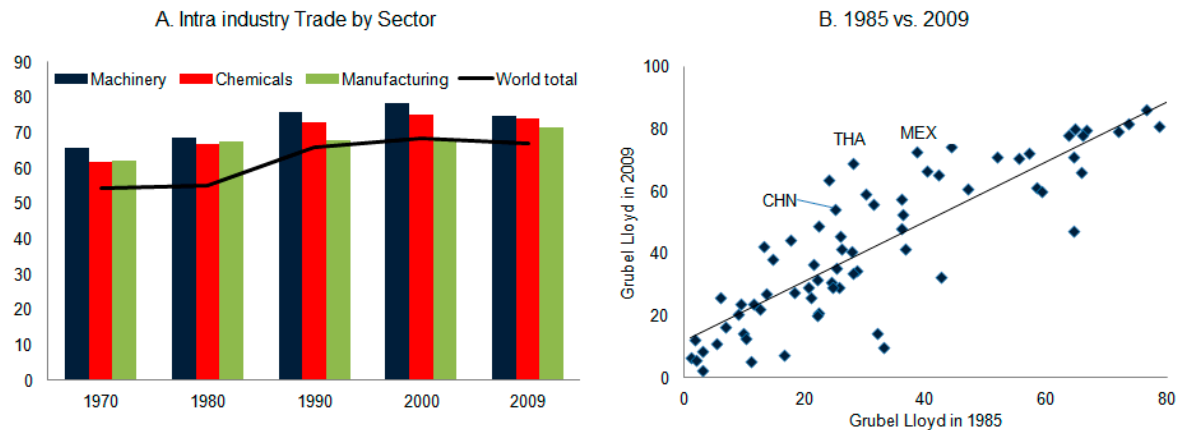 A. Intra industry Trade by Sector
90
80
70
60
50
40
30
20
10
0
Machinery Chemicals Manufacturing World total
1970 1980 1990 2000 2009
B. 1985 vs. 2009
Grubel Lloyd in 2009
100
80
60
40
20
0
THA MEX
CHN
0 20 40 60 80
Grubel Lloyd in 1985